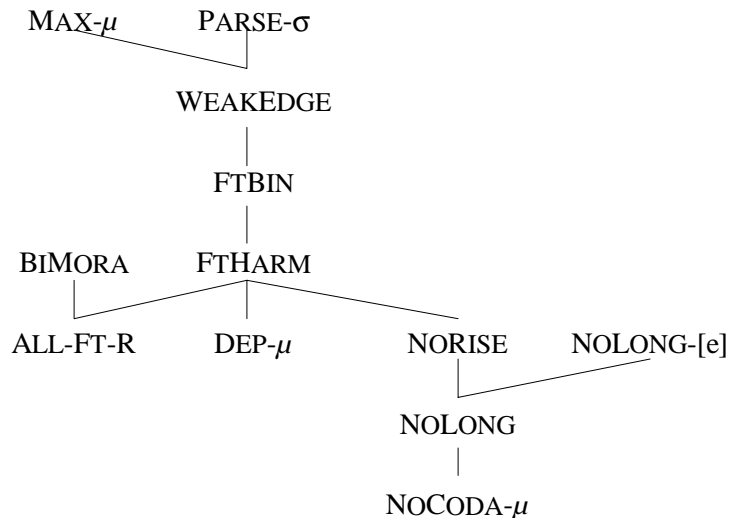 MAX-μ PARSE-σ
WEAKEDGE
FTBIN
BIMORA FTHARM
ALL-FT-R DEP-μ NORISE NOLONG-[e]
NOLONG
NOCODA-μ